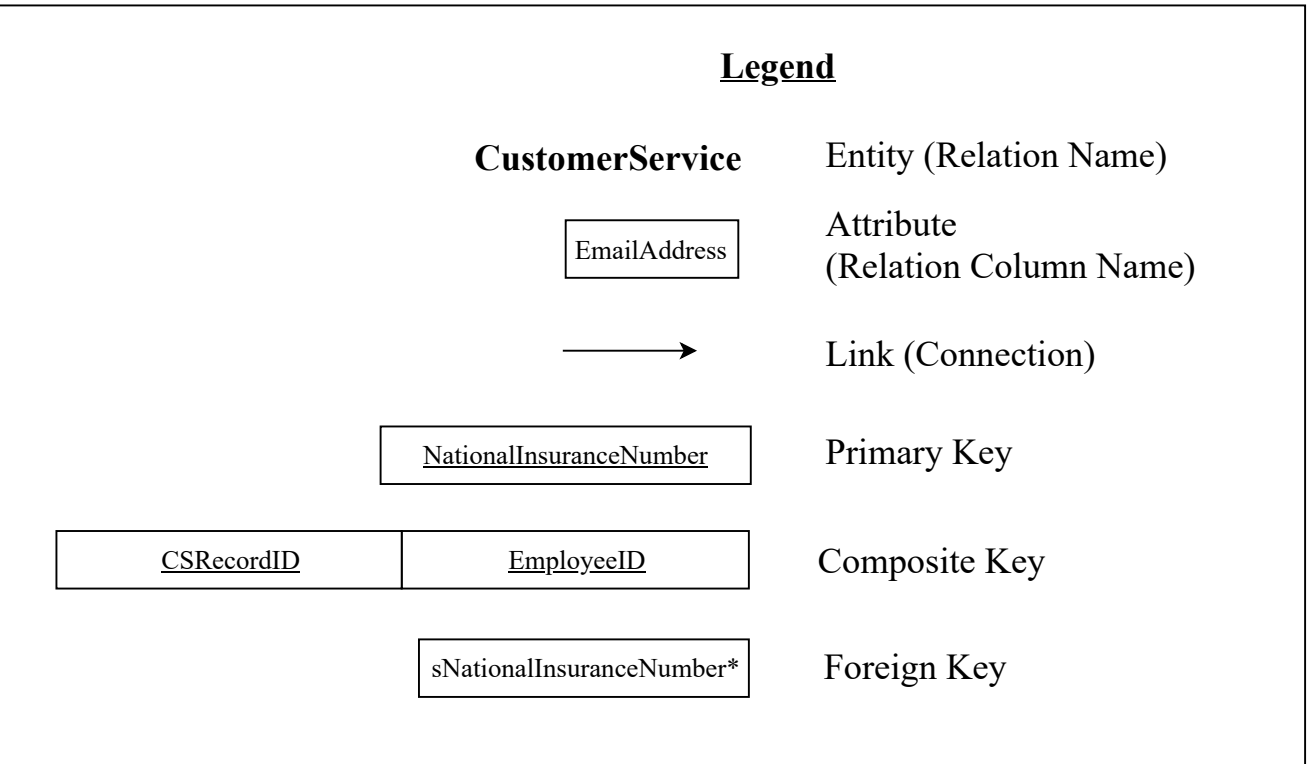 Legend
CustomerService Entity (Relation Name)
EmailAddress Attribute
(Relation Column Name)
Link (Connection)
NationalInsuranceNumber Primary Key
CSRecordID EmployeeID Composite Key
sNationalInsuranceNumber* Foreign Key